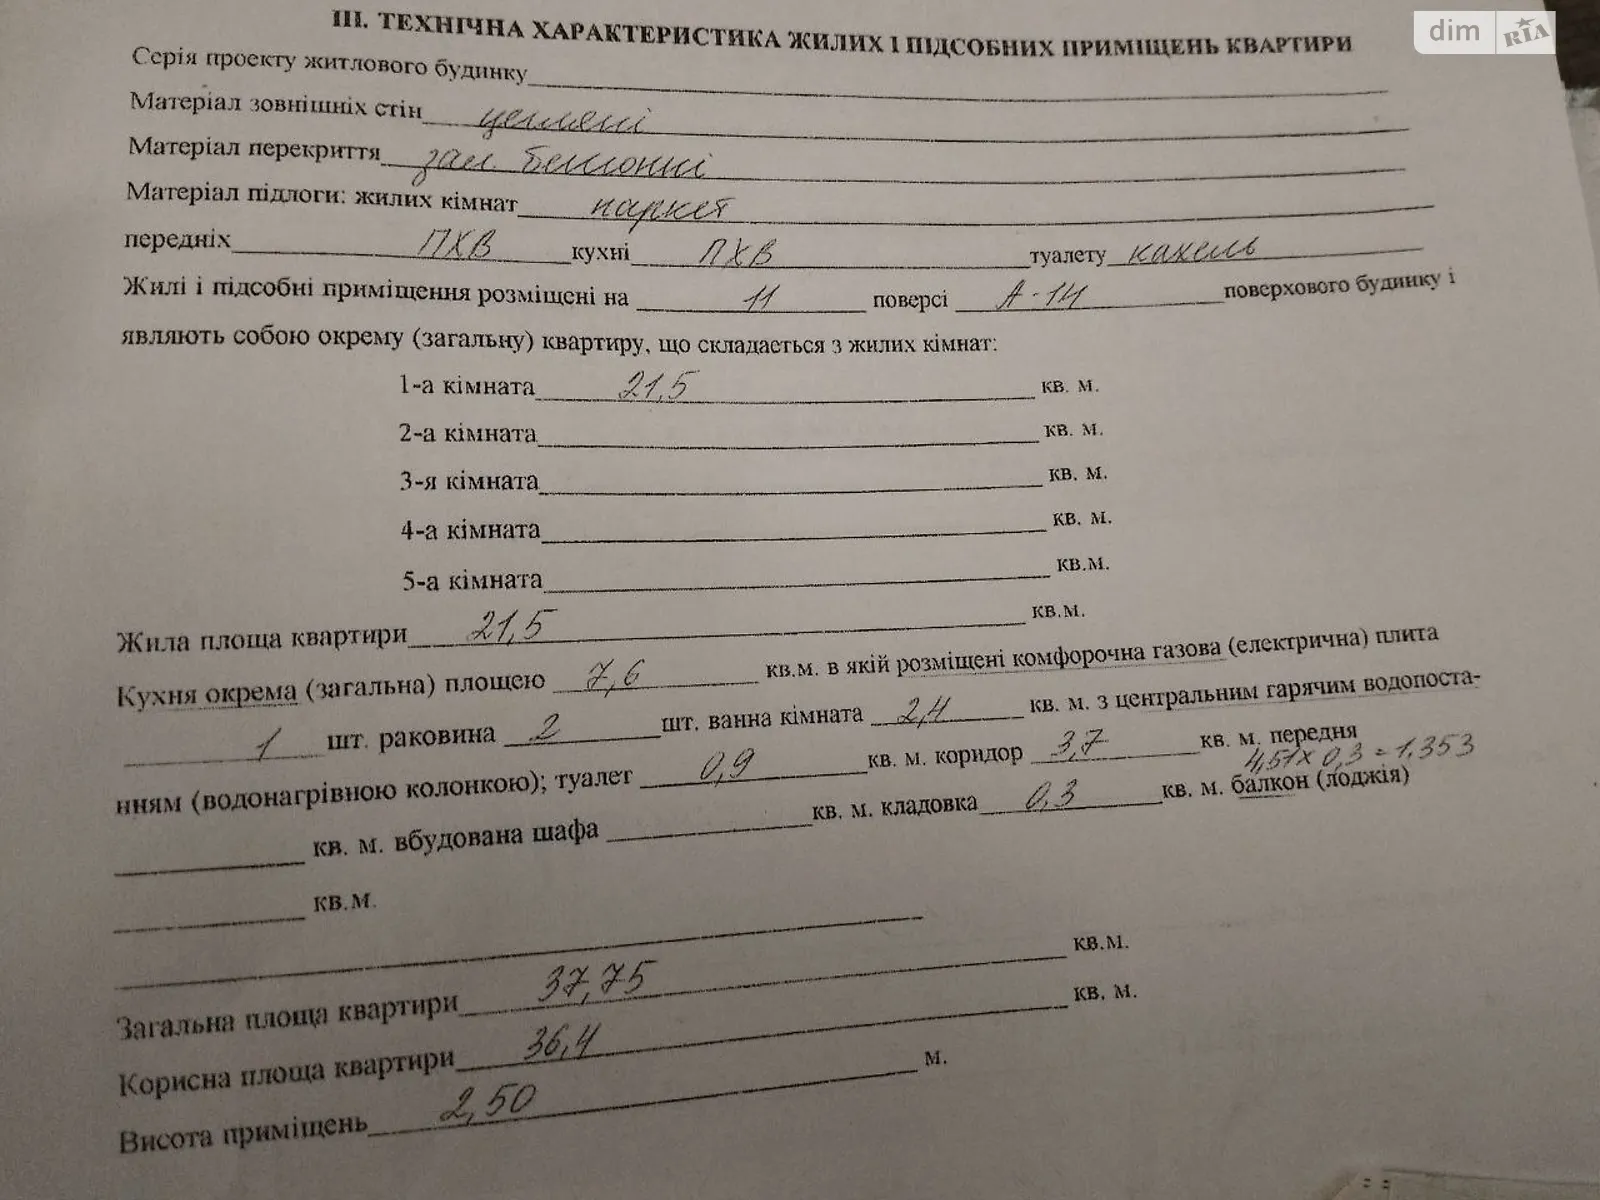 dim RIA
III. ТЕХНІЧНА ХАРАКТЕРИСТИКА ЖИЛИХ І ПІДСОБНИХ ПРИМІЩЕНЬ КВАРТИРИ
Серія проекту житлового будинку
Матеріал зовнішніх стін цегляні
Матеріал перекриття зал. бетонні
Матеріал підлоги: жилих кімнат паркет
передніх ПХВ кухні ПХВ туалету кахель
Жилі і підсобні приміщення розміщені на 11 поверсі А-14 поверхового будинку і
являють собою окрему (загальну) квартиру, що складається з жилих кімнат:
1-а кімната 21,5 кв. м.
2-а кімната кв. м.
3-я кімната кв. м.
4-а кімната кв. м.
5-а кімната кв.м.
Жила площа квартири 21,5 кв.м.
Кухня окрема (загальна) площею 7,6 кв.м. в якій розміщені комфорочна газова (електрична) плита
1 шт. раковина 2 шт. ванна кімната 2,4 кв. м. з центральним гарячим водопоста-
нням (водонагрівною колонкою); туалет 0,9 кв. м. коридор 3,7 кв. м. передня
4,51х 0,3 = 1.353
кв. м. вбудована шафа кв. м. кладовка 0,3 кв. м. балкон (лоджія)
кв.м.
Загальна площа квартири 37,75 кв.м.
Корисна площа квартири 36,4 кв. м.
Висота приміщень 2,50 м.